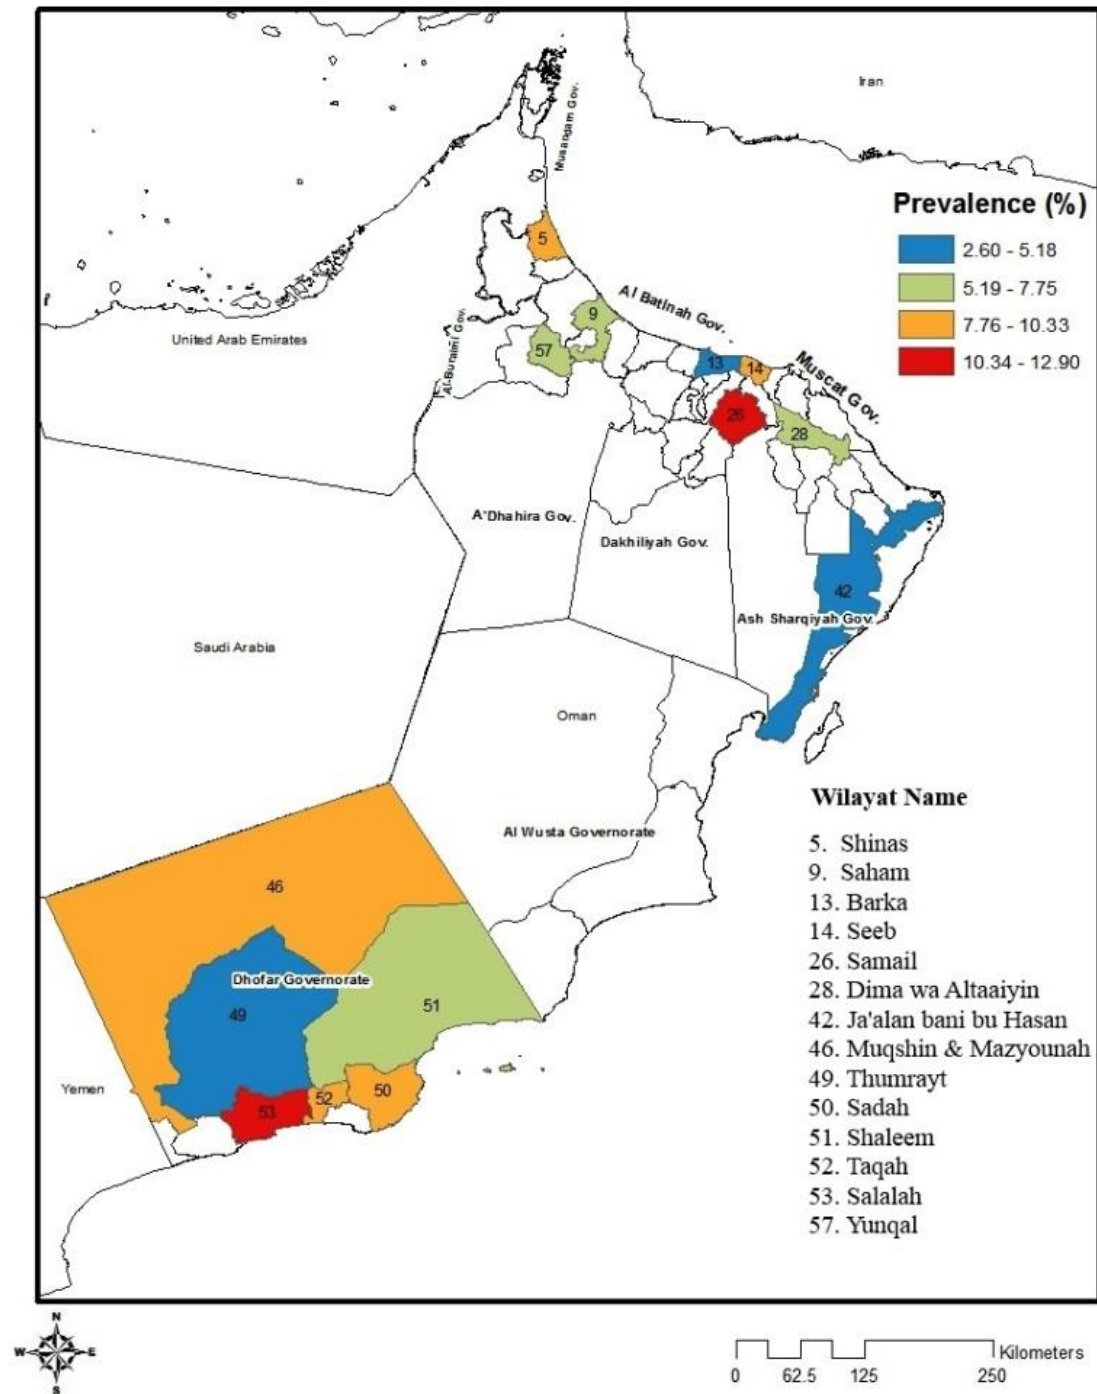 Iran
Musangam Gov.
Prevalence (%)
2.60 - 5.18
5.19 - 7.75
7.76 - 10.33
10.34 - 12.90
5
9
Al Batinah Gov.
United Arab Emirates
57
Al-Buraimi Gov.
13
14
Muscat Gov.
26
28
A'Dhahira Gov.
Dakhiliyah Gov.
42
Ash Sharqiyah Gov.
Saudi Arabia
Oman
Wilayat Name
5. Shinas
9. Saham
13. Barka
14. Seeb
26. Samail
28. Dima wa Altaaiyin
42. Ja'alan bani bu Hasan
46. Muqshin & Mazyounah
49. Thumrayt
50. Sadah
51. Shaleem
52. Taqah
53. Salalah
57. Yunqal
Al Wusta Governorate
46
Dhofar Governorate
49
51
Yemen
50
52
53
N
W E
S
Kilometers
0 62.5 125 250